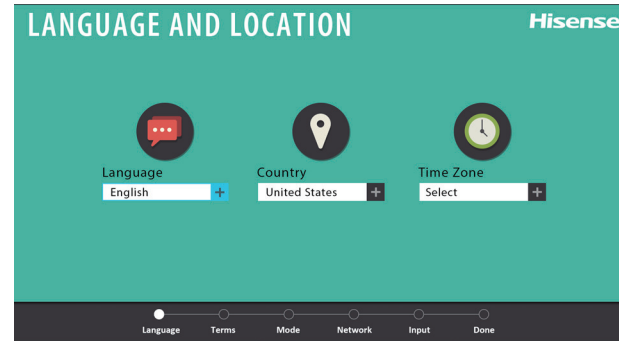 LANGUAGE AND LOCATION
Hisense
Language
Country
Time Zone
English
United States
Select
Language
Terms
Mode
Network
Input
Done